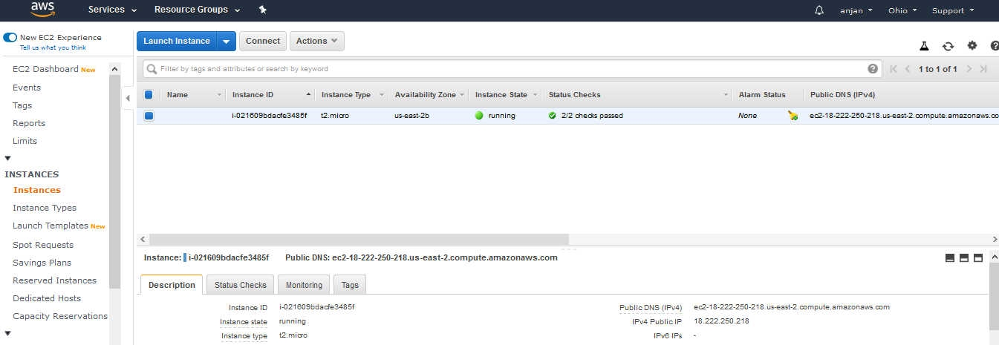 aws Services Resource Groups anjan Ohio Support
New EC2 Experience
Tell us what you think
EC2 Dashboard New
Events
Tags
Reports
Limits
INSTANCES
Instances
Instance Types
Launch Templates New
Spot Requests
Savings Plans
Reserved Instances
Dedicated Hosts
Capacity Reservations
Launch Instance Connect Actions
Filter by tags and attributes or search by keyword 1 to 1 of 1
Name Instance ID Instance Type Availability Zone Instance State Status Checks Alarm Status Public DNS (IPv4)
i-021609bdacfe3485f t2.micro us-east-2b running 2/2 checks passed None ec2-18-222-250-218.us-east-2.compute.amazonaws.co
Instance: i-021609bdacfe3485f Public DNS: ec2-18-222-250-218.us-east-2.compute.amazonaws.com
Description Status Checks Monitoring Tags
Instance ID i-021609bdacfe3485f Public DNS (IPv4) ec2-18-222-250-218.us-east-2.compute.amazonaws.com
Instance state running IPv4 Public IP 18.222.250.218
Instance type t2.micro IPv6 IPs -